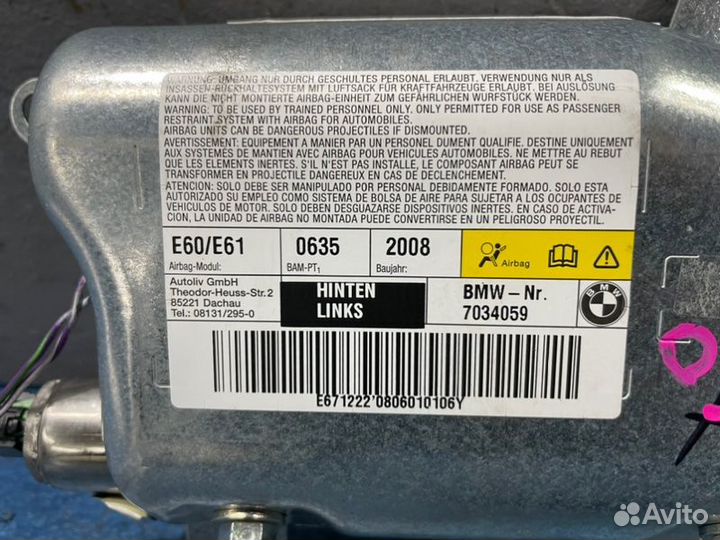 WARNUNG: UMGANG NUR DURCH GESCHULTES PERSONAL ERLAUBT. VERWENDUNG NUR ALS
INSASSEN-RÜCKHALTESYSTEM MIT LUFTSACK FÜR KRAFTFAHRZEUGE ERLAUBT. BEI AUSLÖSUNG
KANN DIE NICHT MONTIERTE AIRBAG-EINHEIT ZUM GEFÄHRLICHEN WURFSTÜCK WERDEN.
WARNING: TO BE USED BY TRAINED PERSONNEL ONLY. ONLY PERMITTED FOR USE AS PASSENGER
RESTRAINT SYSTEM WITH AIRBAG FOR AUTOMOBILES.
AIRBAG UNITS CAN BE DANGEROUS PROJECTILES IF DISMOUNTED.
AVERTISSEMENT: EQUIPEMENT A MANIER PAR UN PERSONNEL DUMENT QUALIFIE. DESTINE UNIQUEMENT
AUX SYSTEMES DE MANTIEN AVEC AIRBAG POUR VEHICULES AUTOMOBILES. NE METTRE AU REBUT
QUE LES ELEMENTS INERTES. S'IL N'EST PAS INSTALLE, LE COMPOSANT AIRBAG PEUT SE
TRANSFORMER EN PROJECTILE DANGEREUX EN CAS DE DECLENCHEMENT.
ATENCION: SOLO DEBE SER MANIPULADO POR PERSONAL DEBIDAMENTE FORMADO. SOLO ESTA
AUTORIZADO SU EMPLEO COMO SISTEMA DE BOLSA DE AIRE PARA SUJETAR A LOS OCUPANTES DE
VEHÍCULOS DE MOTOR. DESGUAZARSE DISPOSITIVOS INERTES. EN CASO DE ACTIVA-
CION, LA UNIDAD DE AIRBAG NO MONTADA PUEDE CONVERTIRSE EN UN PELIGROSO PROYECTIL.
E60/E61 0635 2008 Airbag
Airbag-Modul: BAM-PT1 Baujahr:
Autoliv GmbH
Theodor-Heuss-Str.2
85221 Dachau
Tel.: 08131/295-0
HINTEN
LINKS
BMW-Nr.
7034059
BMW
E671222'0806010106Y
Avito